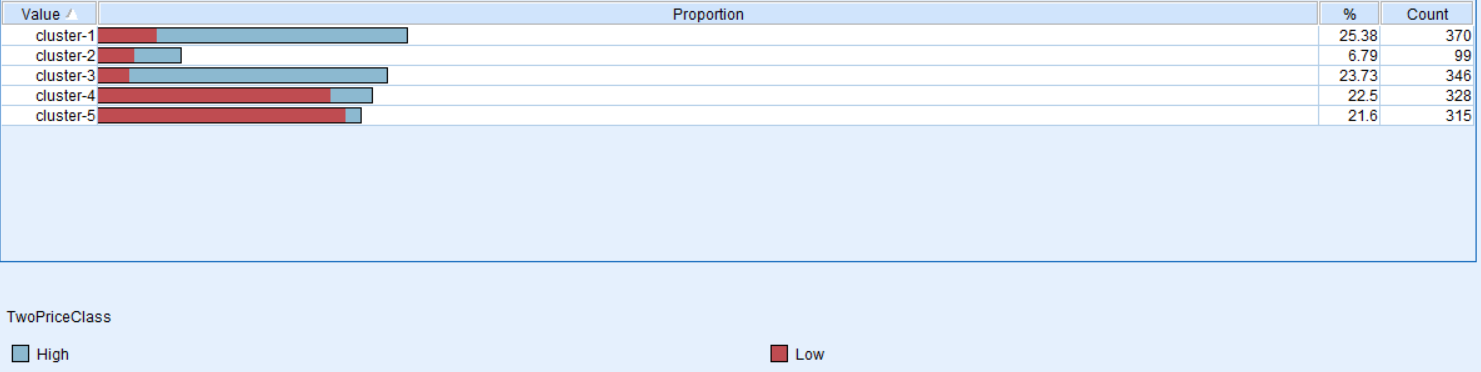 Value Proportion % Count
cluster-1 25.38 370
cluster-2 6.79 99
cluster-3 23.73 346
cluster-4 22.5 328
cluster-5 21.6 315
TwoPriceClass
High Low